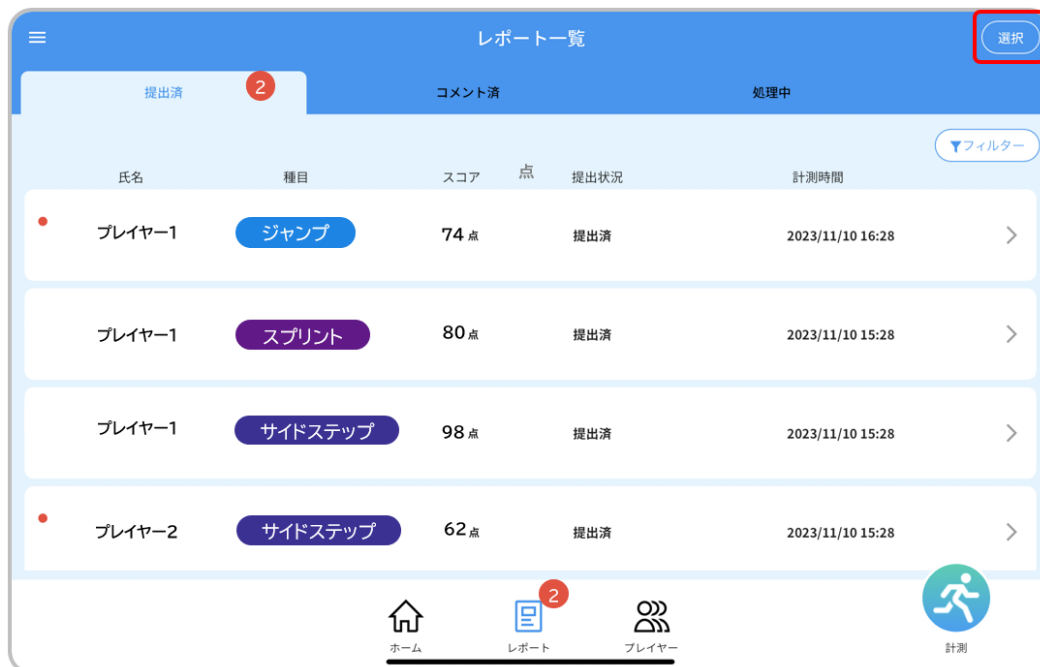 レポート一覧
選択
提出済 2 コメント済 処理中
フィルター
氏名 種目 スコア 点 提出状況 計測時間
プレイヤー1 ジャンプ 74点 提出済 2023/11/10 16:28
プレイヤー1 スプリント 80点 提出済 2023/11/10 15:28
プレイヤー1 サイドステップ 98点 提出済 2023/11/10 15:28
プレイヤー2 サイドステップ 62点 提出済 2023/11/10 15:28
2
ホーム レポート プレイヤー 計測